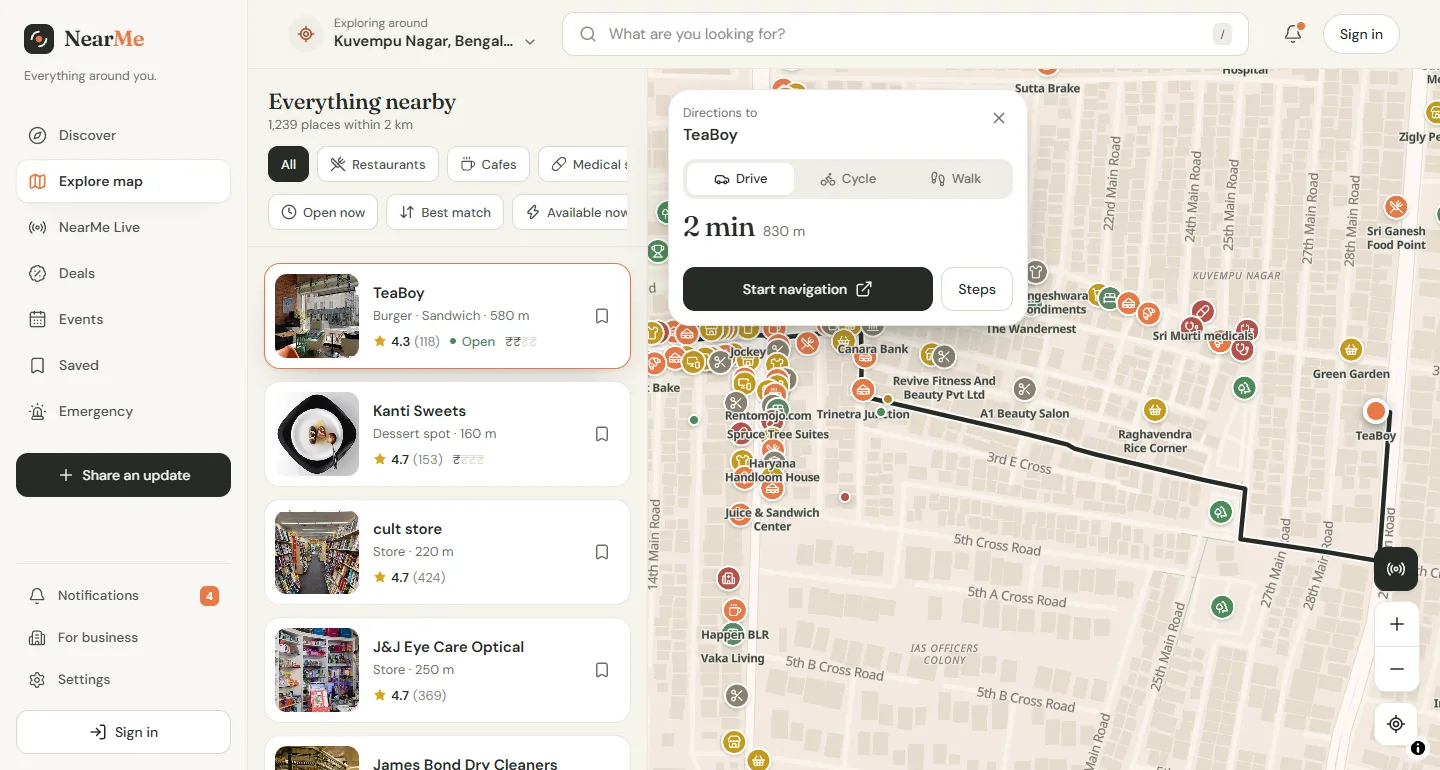 NearMe
Everything around you.
Discover
Explore map
NearMe Live
Deals
Events
Saved
Emergency
Share an update
Notifications
4
For business
Settings
Sign in
Exploring around
Kuvempu Nagar, Bengal...
What are you looking for?
/
Sign in
Everything nearby
1,239 places within 2 km
All
Restaurants
Cafes
Medical s
Open now
Best match
Available now
TeaBoy
Burger · Sandwich · 580 m
4.3 (118) • Open ₹₹₹₹
Kanti Sweets
Dessert spot · 160 m
4.7 (153) ₹₹₹₹
cult store
Store · 220 m
4.7 (424)
J&J Eye Care Optical
Store · 250 m
4.7 (369)
James Bond Dry Cleaners
Directions to
TeaBoy
Drive
Cycle
Walk
2 min 830 m
Start navigation
Steps
Hospital
Sutta Brake
Zigly Pe
22nd Main Road
24th Main Road
25th Main Road
27th Main Road
28th Main Road
Sri Ganesh
Food Point
KUVEMPU NAGAR
ngeshwara
ondiments
The Wandernest
Sri Murti medicals
Jockey
Canara Bank
Green Garden
t Bake
Revive Fitness And
Beauty Pvt Ltd
Rentomojo.com
Trinetra Junction
A1 Beauty Salon
TeaBoy
Spruce Tree Suites
Raghavendra
Rice Corner
Haryana
Handloom House
3rd E Cross
Juice & Sandwich
Center
14th Main Road
5th Cross Road
27th Main Road
28th Main Road
5th A Cross Road
Happen BLR
Vaka Living
IAS OFFICERS
COLONY
25th Main Road
5th B Cross Road
5th B Cross Road
Main Road